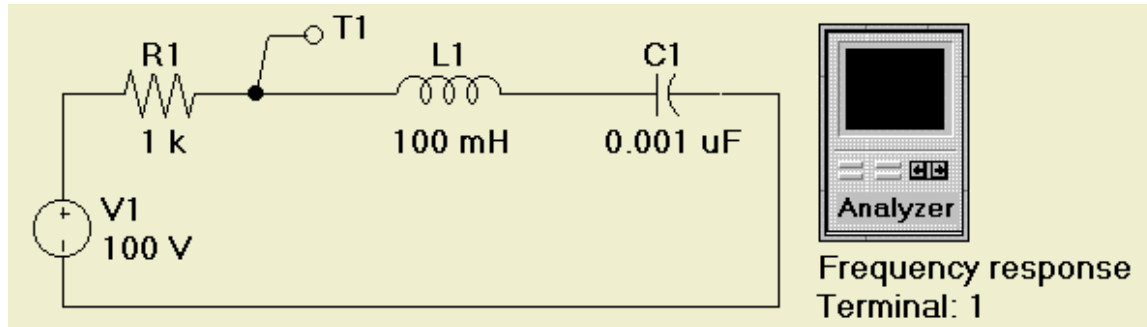 T1
R1
L1
C1
1 k
100 mH
0.001 uF
V1
100 V
Analyzer
Frequency response
Terminal: 1